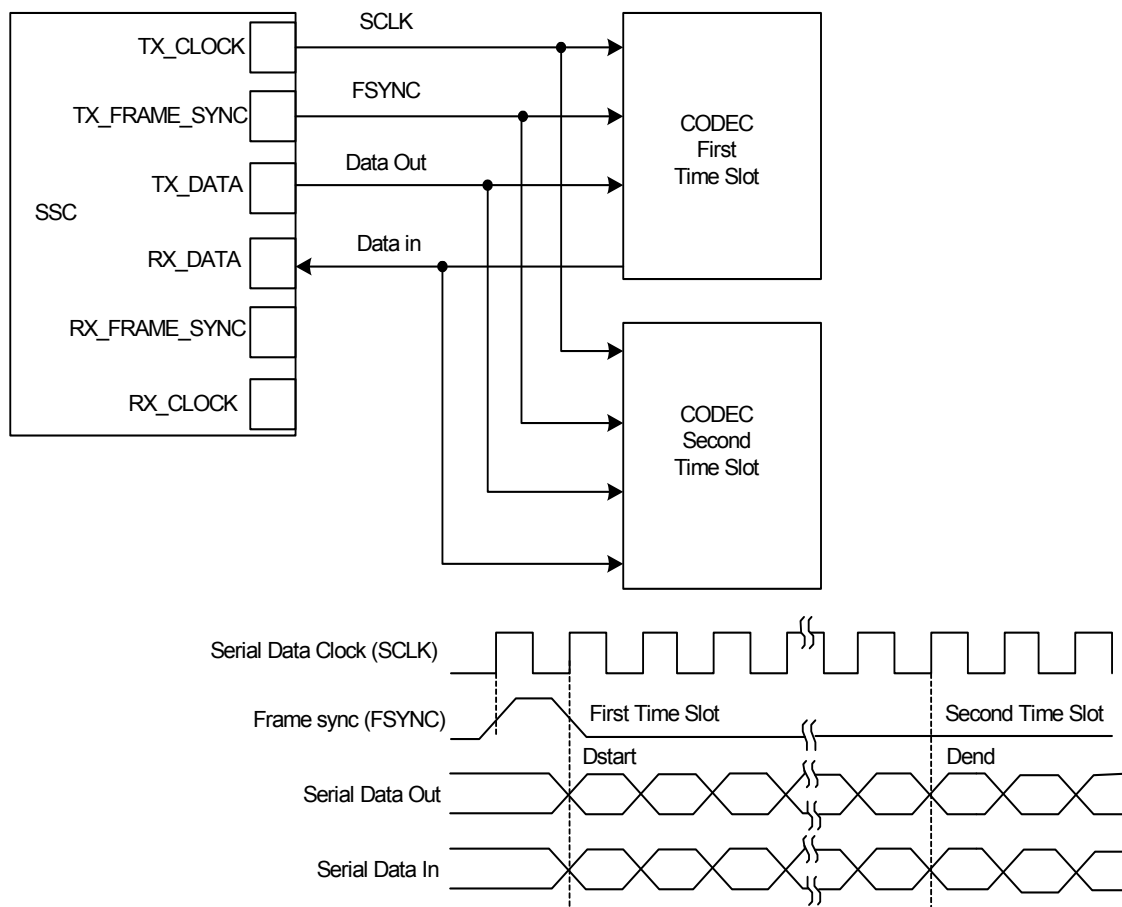 SCLK
TX_CLOCK
FSYNC
TX_FRAME_SYNC
CODEC
First
Time Slot
Data Out
TX_DATA
SSC
Data in
RX_DATA
RX_FRAME_SYNC
RX_CLOCK
CODEC
Second
Time Slot
Serial Data Clock (SCLK)
Frame sync (FSYNC)
First Time Slot
Second Time Slot
Dstart
Dend
Serial Data Out
Serial Data In